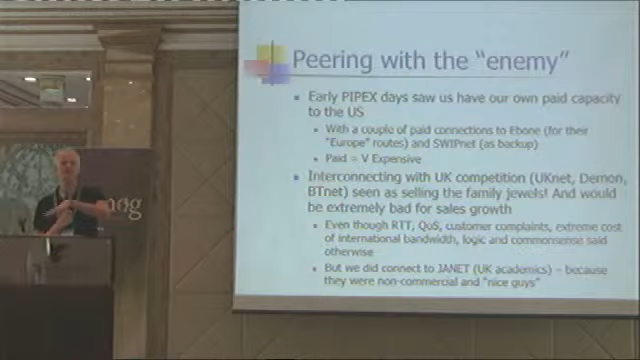 Peering with the "enemy"
Early PIPEX days saw us have our own paid capacity
to the US
With a couple of paid connections to Ebone (for their
"Europe" routes) and SWIPnet (as backup)
Paid = V Expensive
Interconnecting with UK competition (UKnet, Demon,
BTnet) seen as selling the family jewels! And would
be extremely bad for sales growth
Even though RTT, QoS, customer complaints, extreme cost
of international bandwidth, logic and commonsense said
otherwise
But we did connect to JANET (UK academics) – because
they were non-commercial and "nice guys"